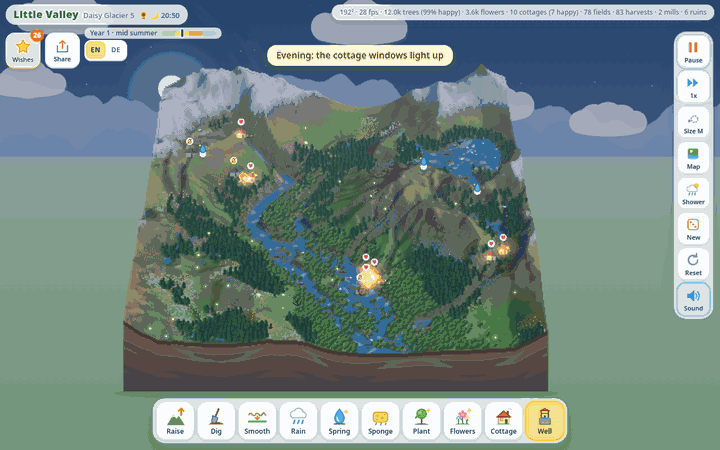 Little Valley Daisy Glacier 5 20:50
192² · 28 fps · 12.0k trees (99% happy) · 3.6k flowers · 10 cottages (7 happy) · 78 fields · 83 harvests · 2 mills · 6 ruins
26
Wishes
Share
Year 1 · mid summer
EN DE
Evening: the cottage windows light up
Pause
1x
Size M
Map
Shower
New
Reset
Sound
Raise Dig Smooth Rain Spring Sponge Plant Flowers Cottage Well